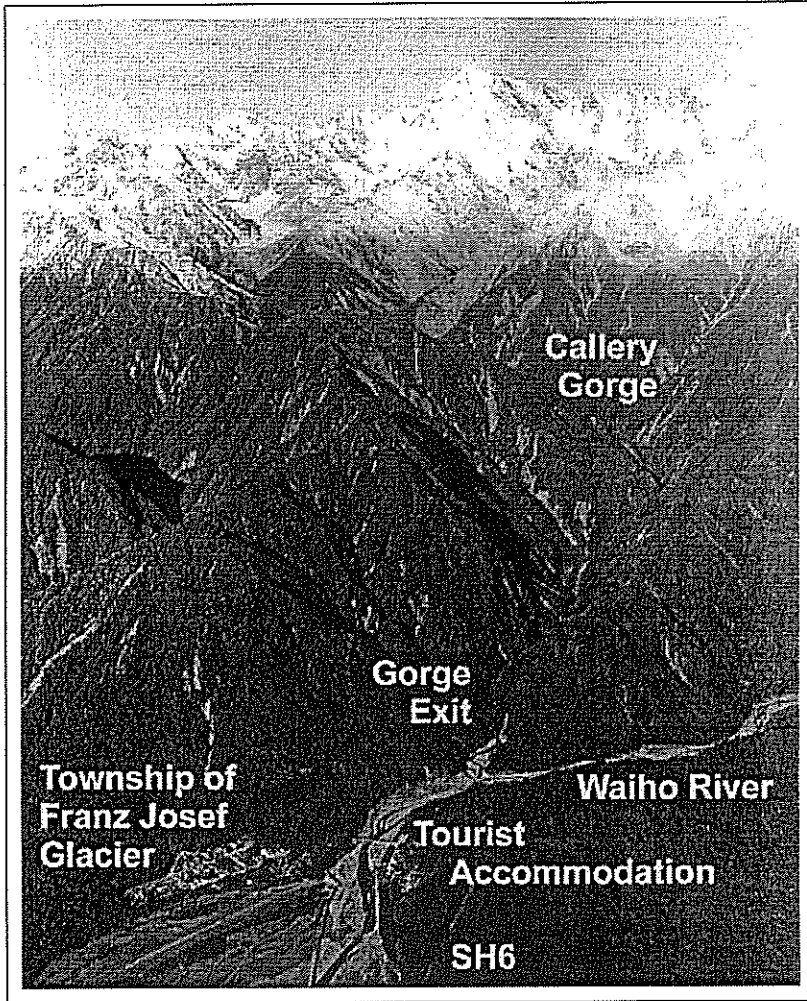 Callery
Gorge
Gorge
Exit
Township of
Franz Josef
Glacier
Waiho River
Tourist
Accommodation
SH6